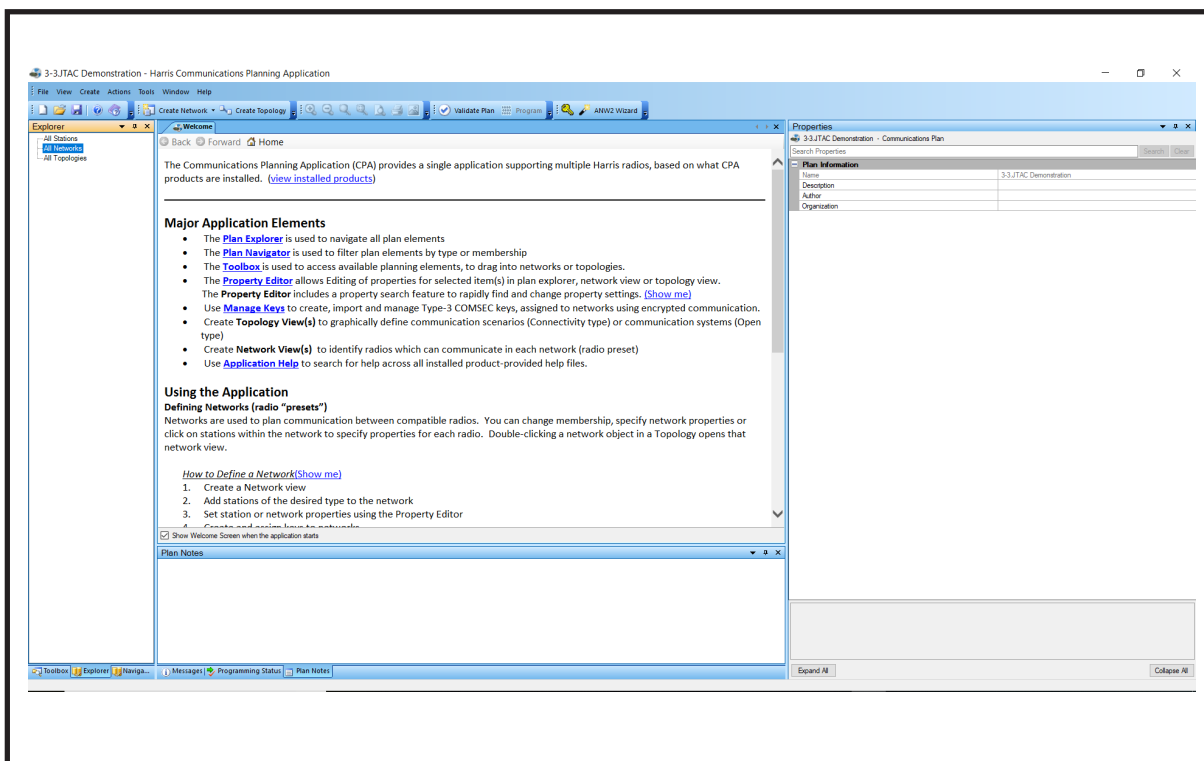 3-3.JTAC Demonstration - Harris Communications Planning Application
File View Create Actions Tools Window Help
Create Network Create Topology Validate Plan Program ANW2 Wizard
Explorer
All Stations
All Networks
All Topologies
Welcome
Back Forward Home
The Communications Planning Application (CPA) provides a single application supporting multiple Harris radios, based on what CPA
products are installed. (view installed products)
Major Application Elements
• The Plan Explorer is used to navigate all plan elements
• The Plan Navigator is used to filter plan elements by type or membership
• The Toolbox is used to access available planning elements, to drag into networks or topologies.
• The Property Editor allows Editing of properties for selected item(s) in plan explorer, network view or topology view.
The Property Editor includes a property search feature to rapidly find and change property settings. (Show me)
• Use Manage Keys to create, import and manage Type-3 COMSEC keys, assigned to networks using encrypted communication.
• Create Topology View(s) to graphically define communication scenarios (Connectivity type) or communication systems (Open
type)
• Create Network View(s) to identify radios which can communicate in each network (radio preset)
• Use Application Help to search for help across all installed product-provided help files.
Using the Application
Defining Networks (radio "presets")
Networks are used to plan communication between compatible radios. You can change membership, specify network properties or
click on stations within the network to specify properties for each radio. Double-clicking a network object in a Topology opens that
network view.
How to Define a Network(Show me)
1. Create a Network view
2. Add stations of the desired type to the network
3. Set station or network properties using the Property Editor
4. Create and assign keys to networks
Show Welcome Screen when the application starts
Plan Notes
Toolbox Explorer Naviga...
Messages Programming Status Plan Notes
Properties
3-3.JTAC Demonstration - Communications Plan
Search Properties Search Clear
Plan Information
Name 3-3.JTAC Demonstration
Description
Author
Organization
Expand All Collapse All